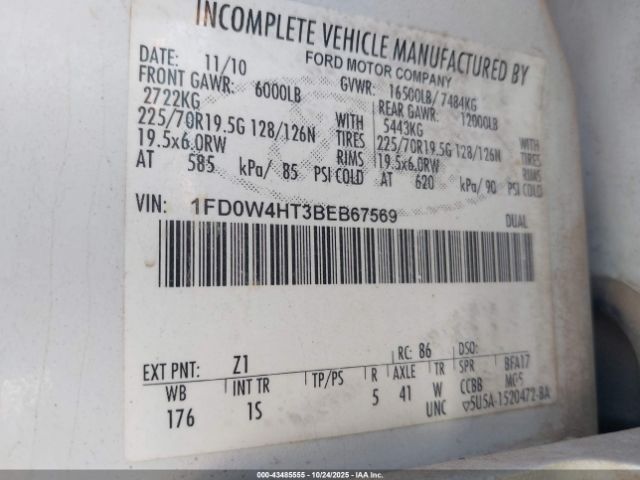 INCOMPLETE VEHICLE MANUFACTURED BY
FORD MOTOR COMPANY
DATE: 11/10 GVWR: 16500LB/ 7484KG
FRONT GAWR: 6000LB REAR GAWR: 12000LB
2722KG WITH 5443KG WITH
225/70R19.5G 128/126N TIRES 225/70R19.5G 128/126N TIRES
19.5x6.0RW RIMS 19.5x6.0RW RIMS
AT 585 kPa/ 85 PSI COLD AT 620 kPa/ 90 PSI COLD
VIN: 1FD0W4HT3BEB67569
DUAL
EXT PNT: Z1 RC: 86 DSO:
WB INT TR TP/PS R AXLE TR SPR BFA17
176 1S 5 41 W CCBB MG5
UNC ▽5U5A-1520472-BA
000-43485555 - 10/24/2025 - IAAI.COM